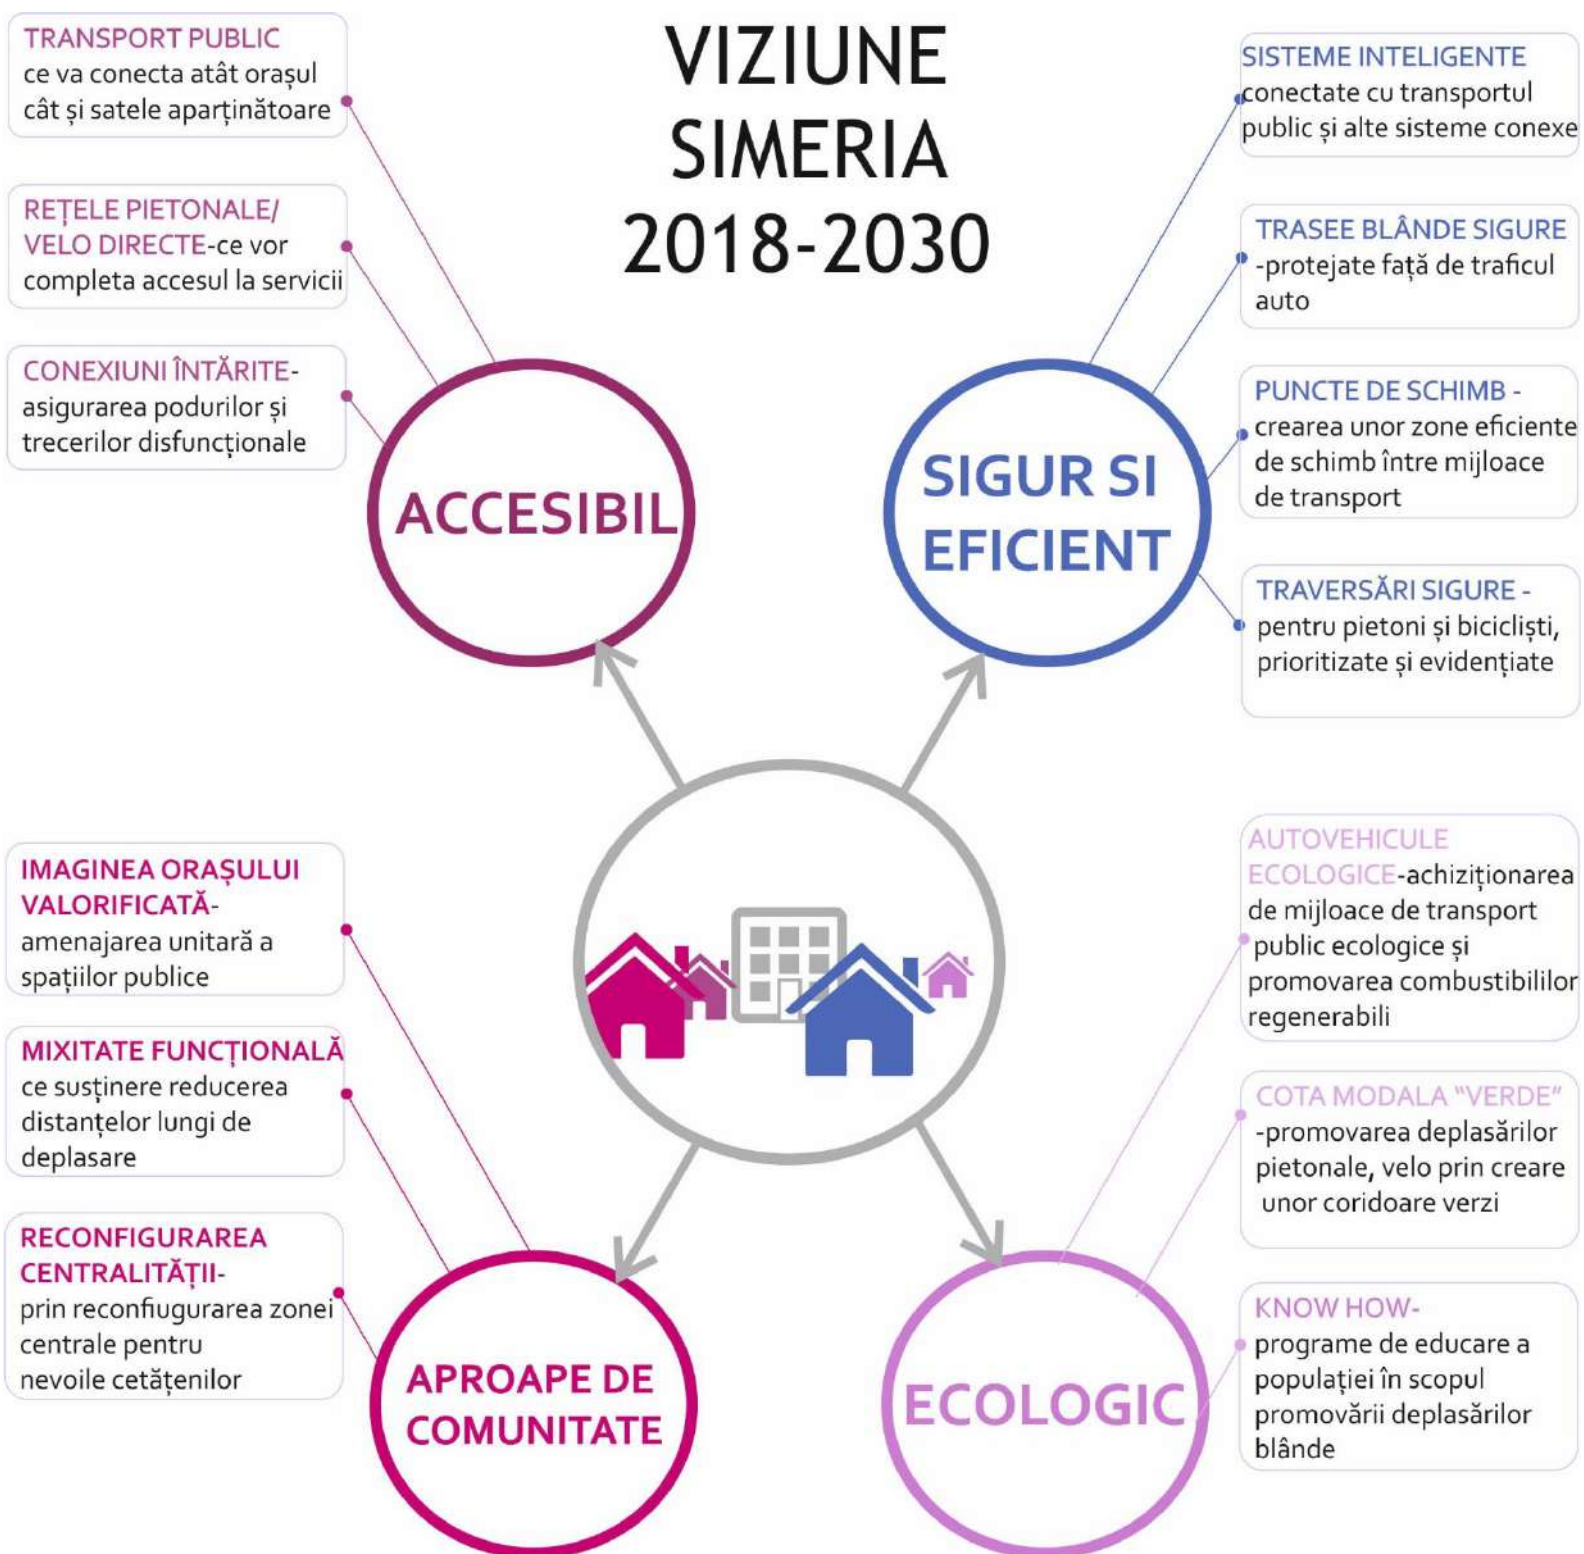 VIZIUNE
SIMERIA
2018-2030
TRANSPORT PUBLIC
ce va conecta atât orașul
cât și satele aparținătoare
REȚELE PIETONALE/
VELO DIRECTE-ce vor
completa accesul la servicii
CONEXIUNI ÎNTĂRITE-
asigurarea podurilor și
trecerilor disfuncționale
ACCESIBIL
SISTEME INTELIGENTE
conectate cu transportul
public și alte sisteme conexe
TRASEE BLÂNDE SIGURE
-protejate față de traficul
auto
PUNCTE DE SCHIMB -
crearea unor zone eficiente
de schimb între mijloace
de transport
TRAVERSĂRI SIGURE -
pentru pietoni și bicicliști,
prioritizate și evidențiate
SIGUR SI
EFICIENT
IMAGINEA ORAȘULUI
VALORIFICATĂ-
amenajarea unitară a
spațiilor publice
MIXITATE FUNCȚIONALĂ
ce susținere reducerea
distanțelor lungi de
deplasare
RECONFIGURAREA
CENTRALITĂȚII-
prin reconfiugurarea zonei
centrale pentru
nevoile cetățenilor
APROAPE DE
COMUNITATE
AUTOVEHICULE
ECOLOGICE-achiziționarea
de mijloace de transport
public ecologice și
promovarea combustibililor
regenerabili
COTA MODALA "VERDE"
-promovarea deplasărilor
pietonale, velo prin creare
unor coridoare verzi
KNOW HOW-
programe de educare a
populației în scopul
promovării deplasărilor
blânde
ECOLOGIC